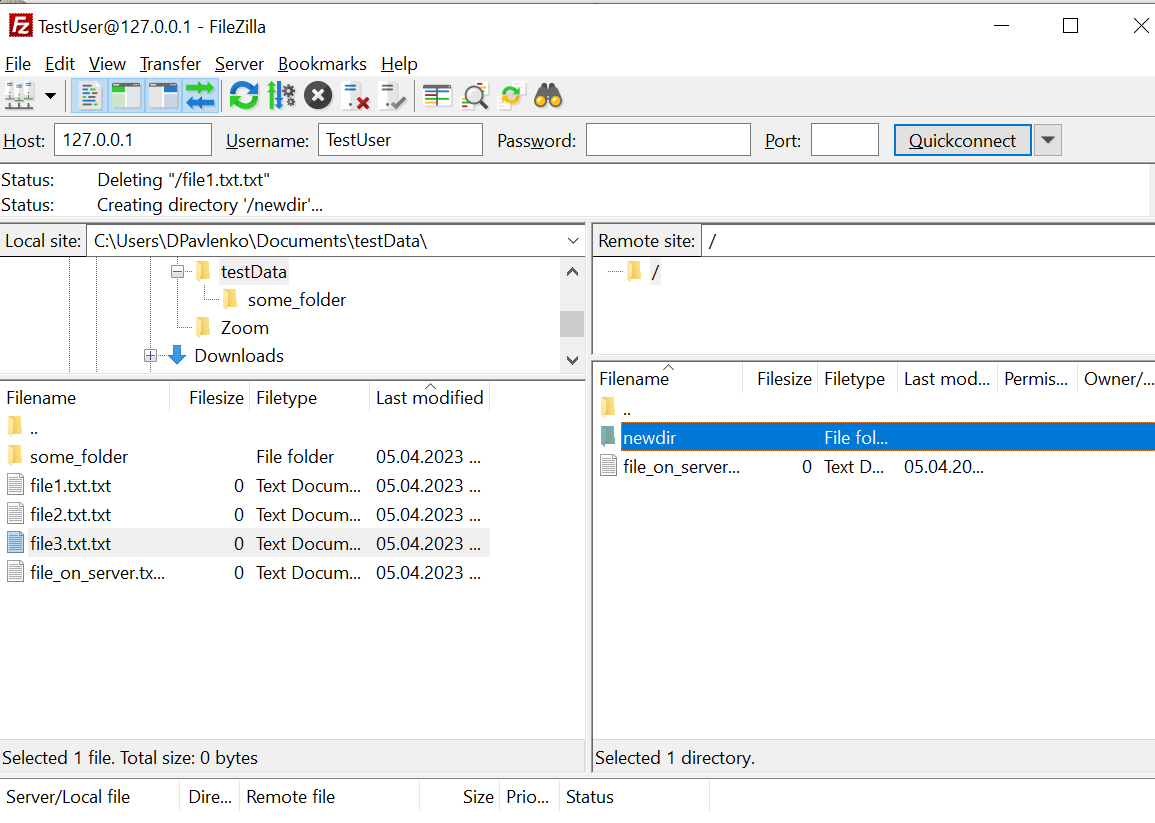 TestUser@127.0.0.1 - FileZilla
File Edit View Transfer Server Bookmarks Help
Host: 127.0.0.1 Username: TestUser Password: Port: Quickconnect
Status: Deleting "/file1.txt.txt"
Status: Creating directory '/newdir'...
Local site: C:\Users\DPavlenko\Documents\testData\
testData
some_folder
Zoom
Downloads
Filename Filesize Filetype Last modified
..
some_folder File folder 05.04.2023 ...
file1.txt.txt 0 Text Docum... 05.04.2023 ...
file2.txt.txt 0 Text Docum... 05.04.2023 ...
file3.txt.txt 0 Text Docum... 05.04.2023 ...
file_on_server.tx... 0 Text Docum... 05.04.2023 ...
Selected 1 file. Total size: 0 bytes
Remote site: /
/
Filename Filesize Filetype Last mod... Permis... Owner/...
..
newdir File fol...
file_on_server... 0 Text D... 05.04.20...
Selected 1 directory.
Server/Local file Dire... Remote file Size Prio... Status